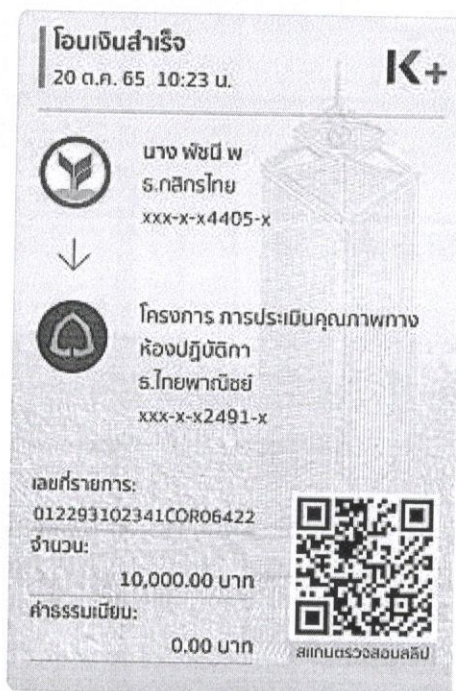 โอนเงินสำเร็จ
20 ต.ค. 65 10:23 น.
K+
นาง พัชนี พ
ธ.กสิกรไทย
xxx-x-x4405-x
โครงการ การประเมินคุณภาพทาง
ห้องปฏิบัติกา
ธ.ไทยพาณิชย์
xxx-x-x2491-x
เลขที่รายการ:
012293102341COR06422
จำนวน:
10,000.00 บาท
ค่าธรรมเนียม:
0.00 บาท
สแกนตรวจสอบสลิป